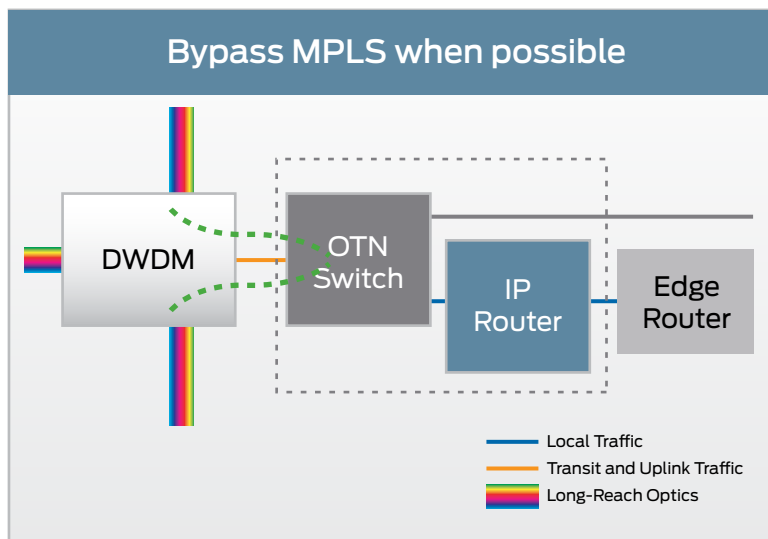 Bypass MPLS when possible
DWDM
OTN
Switch
IP
Router
Edge
Router
Local Traffic
Transit and Uplink Traffic
Long-Reach Optics